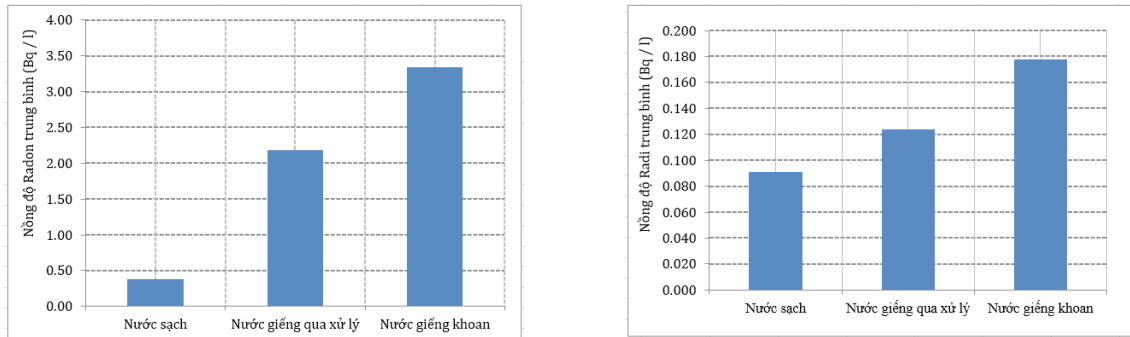 Nồng độ Radon trung bình (Bq / l)
4.00
3.50
3.00
2.50
2.00
1.50
1.00
0.50
0.00
Nước sạch
Nước giếng qua xử lý
Nước giếng khoan
Nồng độ Radi trung bình (Bq / l)
0.200
0.180
0.160
0.140
0.120
0.100
0.080
0.060
0.040
0.020
0.000
Nước sạch
Nước giếng qua xử lý
Nước giếng khoan